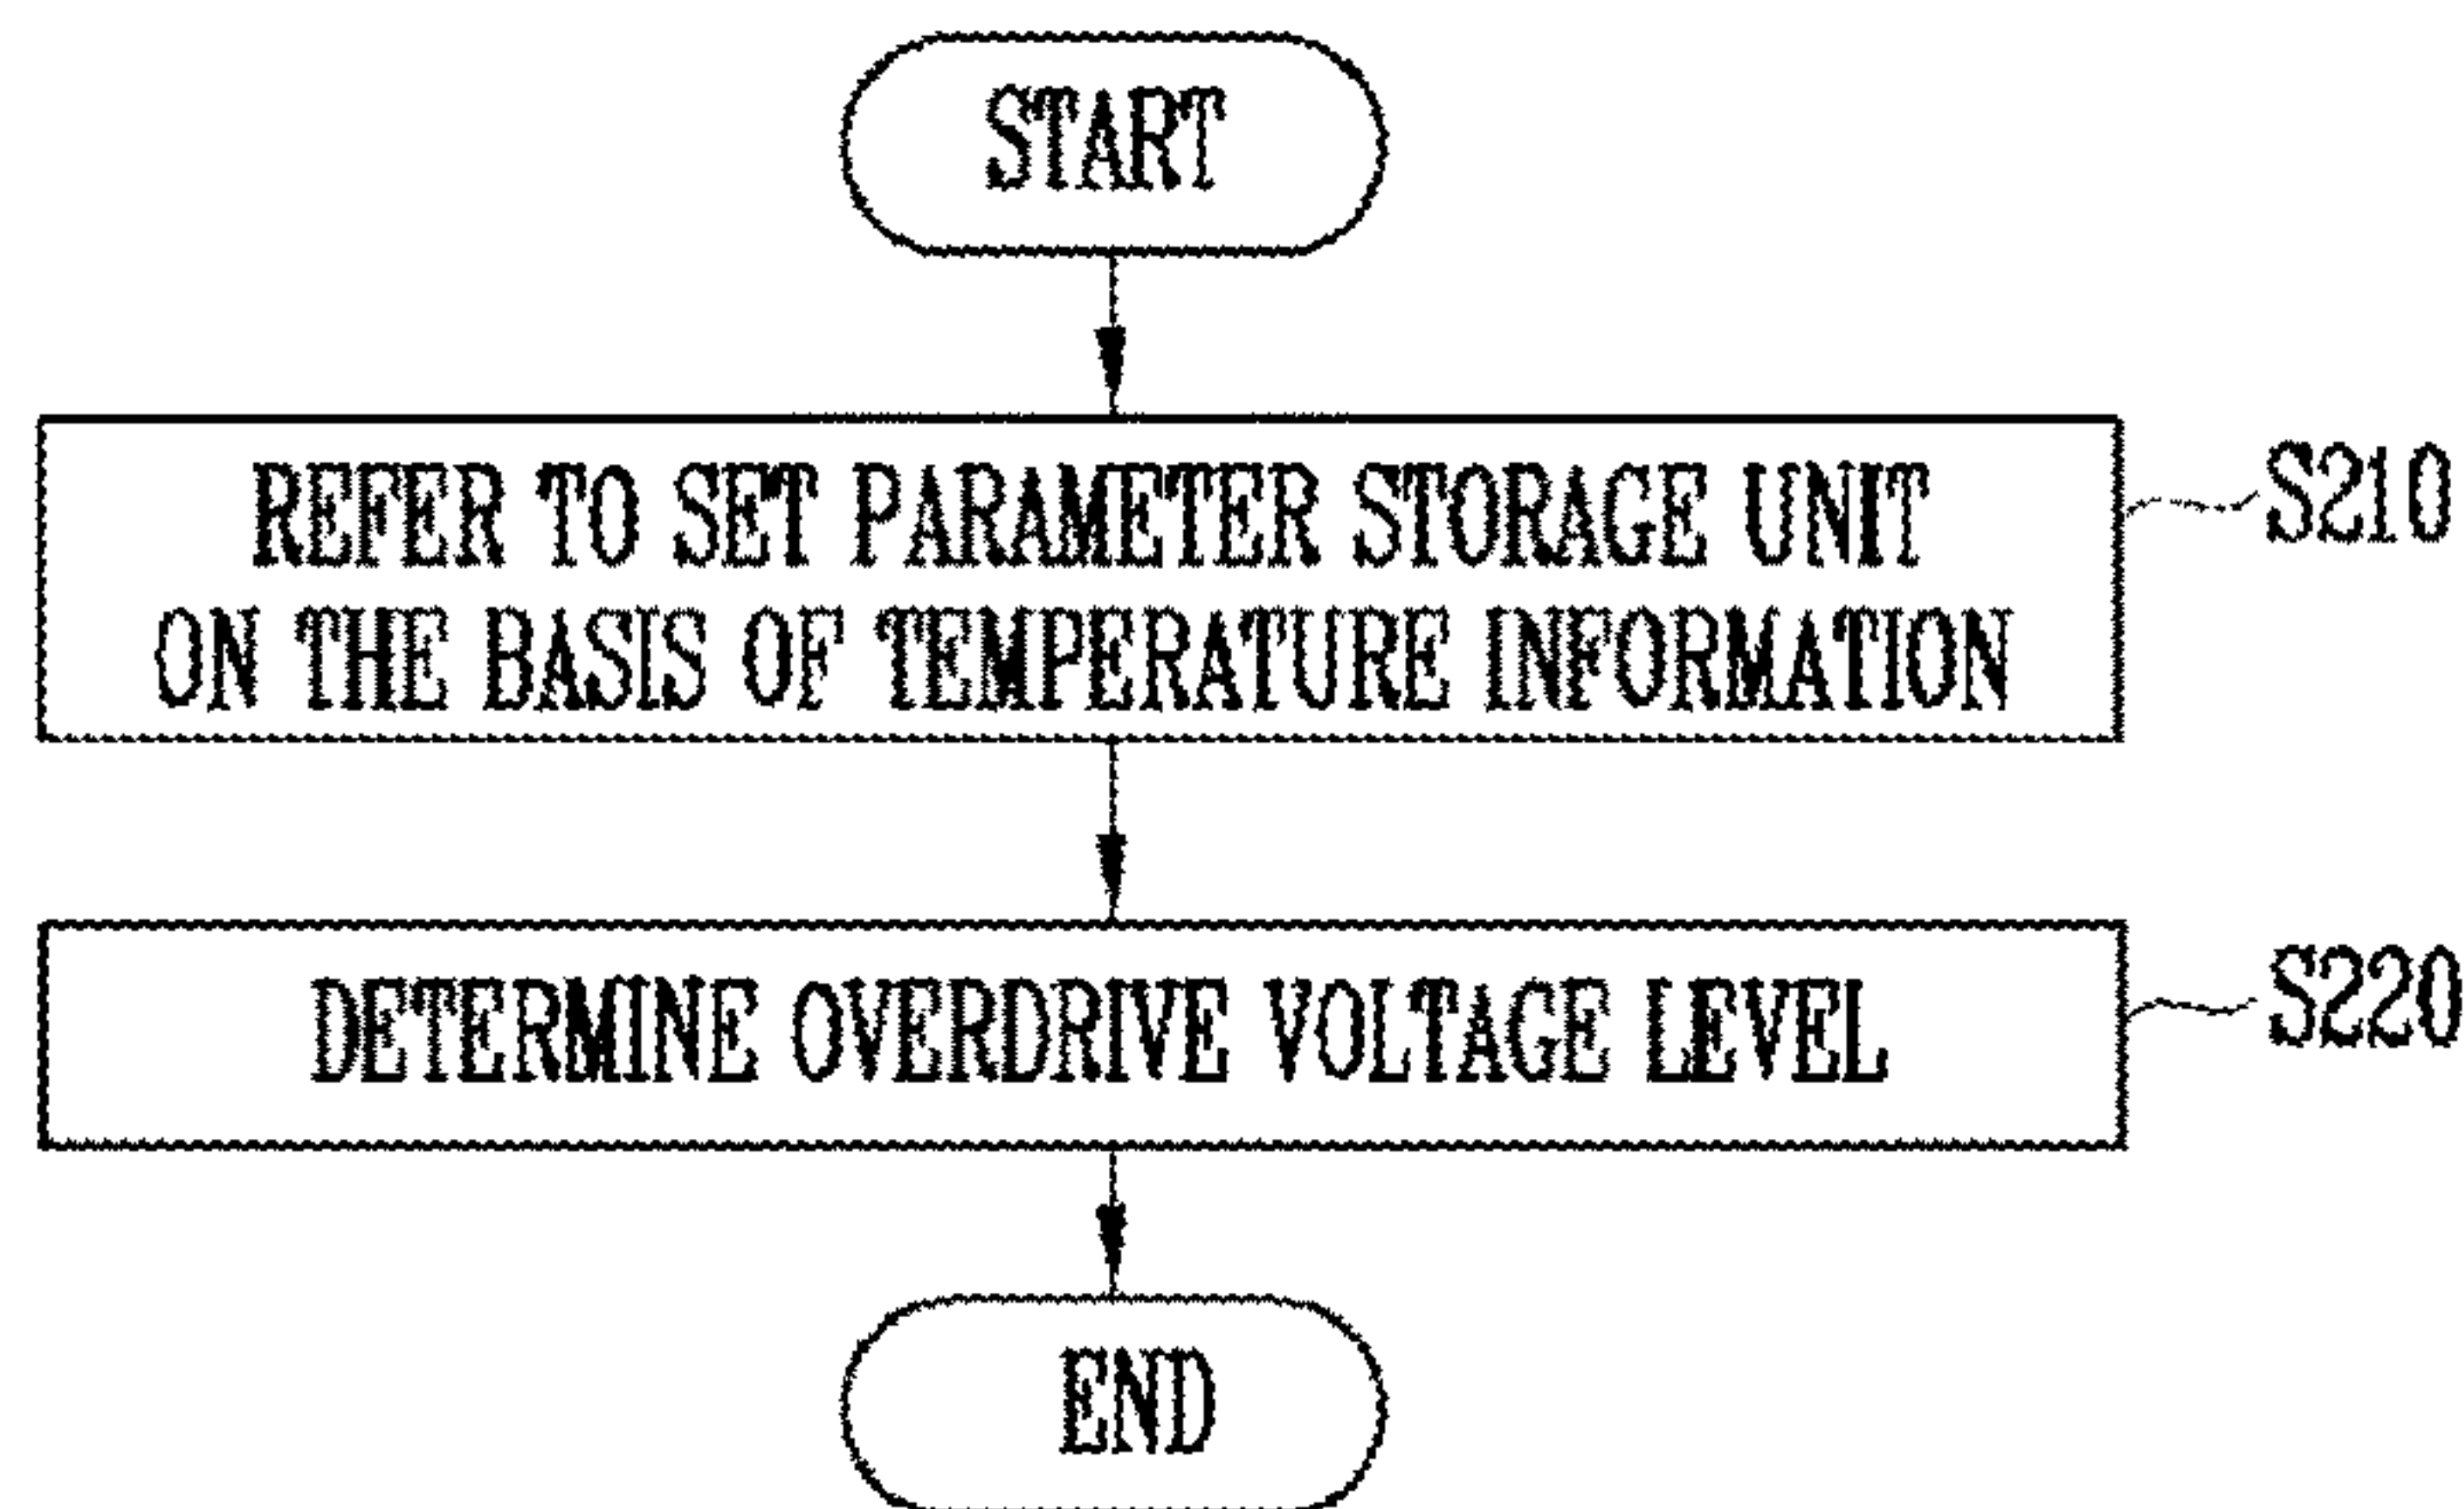 START
REFER TO SET PARAMETER STORAGE UNIT
ON THE BASIS OF TEMPERATURE INFORMATION
S210
DETERMINE OVERDRIVE VOLTAGE LEVEL
S220
END